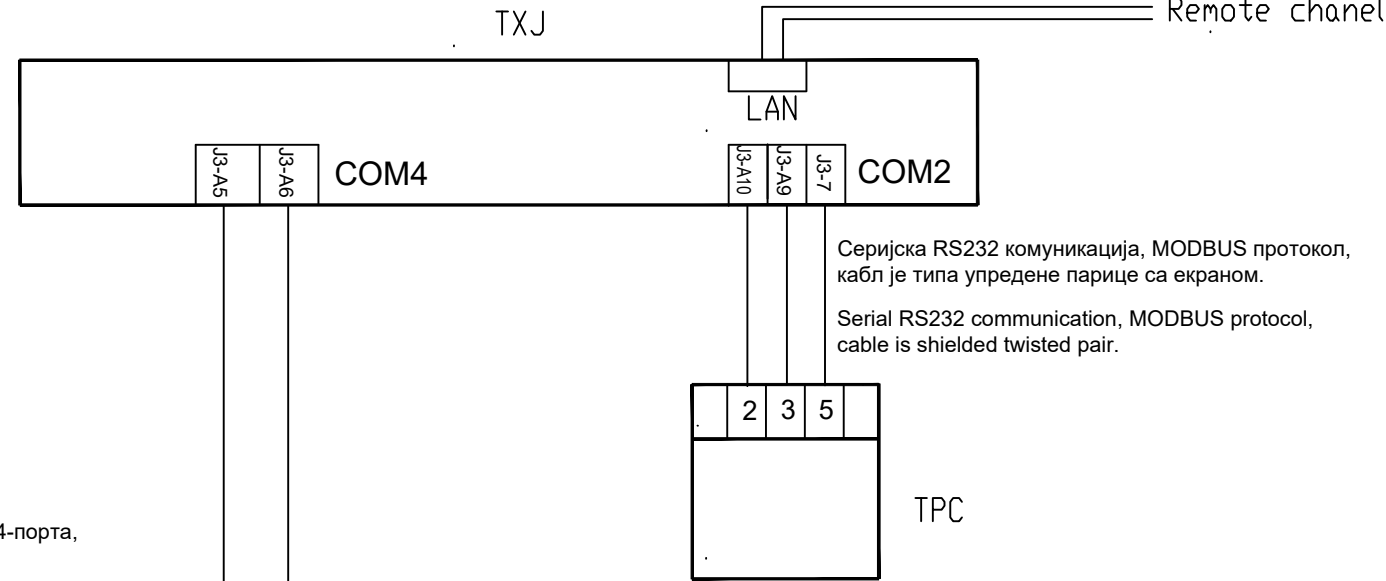 Remote chanel
TXJ
LAN
J3-A5
J3-A6
COM4
J3-A10
J3-A9
J3-7
COM2
Серијска RS232 комуникација, MODBUS протокол,
кабл је типа упредене парице са екраном.
Serial RS232 communication, MODBUS protocol,
cable is shielded twisted pair.
2 3 5
TPC
4-порта,